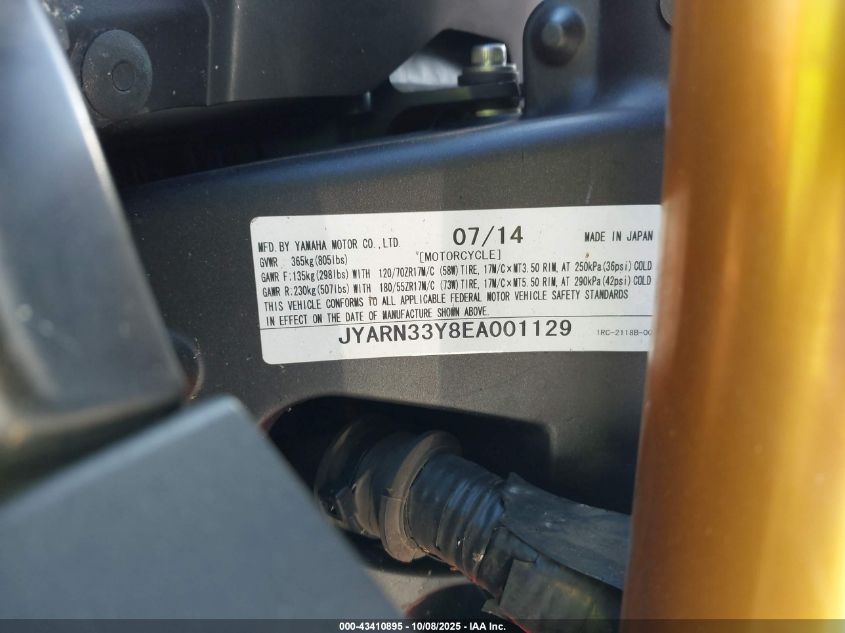 MFD. BY YAMAHA MOTOR CO., LTD. 07/14 MADE IN JAPAN
GVWR 365kg(805lbs) [MOTORCYCLE]
GAWR F: 135kg(298lbs) WITH 120/70ZR17M/C (58W) TIRE, 17M/C×MT3.50 RIM, AT 250kPa(36psi) COLD
GAWR R: 230kg(507lbs) WITH 180/55ZR17M/C (73W) TIRE, 17M/C×MT5.50 RIM, AT 290kPa(42psi) COLD
THIS VEHICLE CONFORMS TO ALL APPLICABLE FEDERAL MOTOR VEHICLE SAFETY STANDARDS
IN EFFECT ON THE DATE OF MANUFACTURE SHOWN ABOVE.
JYARN33Y8EA001129 1RC-2118B-00
000-43410895 - 10/08/2025 - IAA Inc.